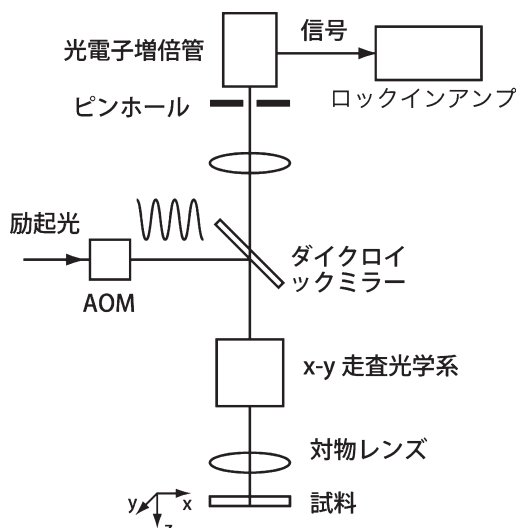 光電子増倍管
信号
ロックインアンプ
ピンホール
励起光
AOM
ダイクロイ
ックミラー
x-y 走査光学系
対物レンズ
試料
y
x
z